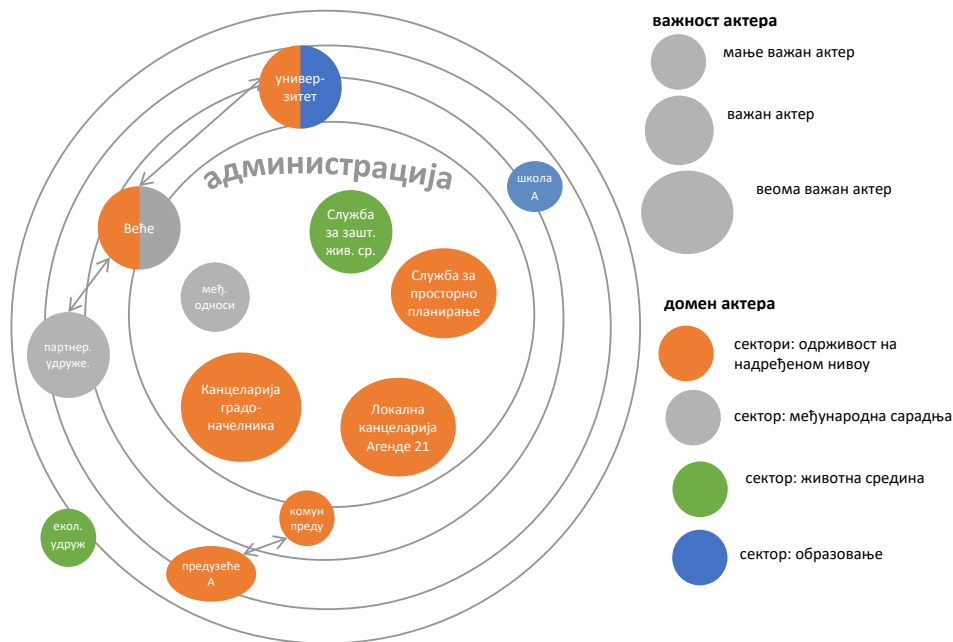 универ-
зитет
администрација
школа
А
Веће
Служба
за зашт.
жив. ср.
Служба за
просторно
планирање
међ.
односи
партнер.
удруже.
Канцеларија
градо-
начелника
Локална
канцеларија
Агенде 21
комун
преду
екол.
удруж
предузеће
А
важност актера
мање важан актер
важан актер
веома важан актер
домен актера
сектори: одрживост на
надређеном нивоу
сектор: међународна сарадња
сектор: животна средина
сектор: образовање